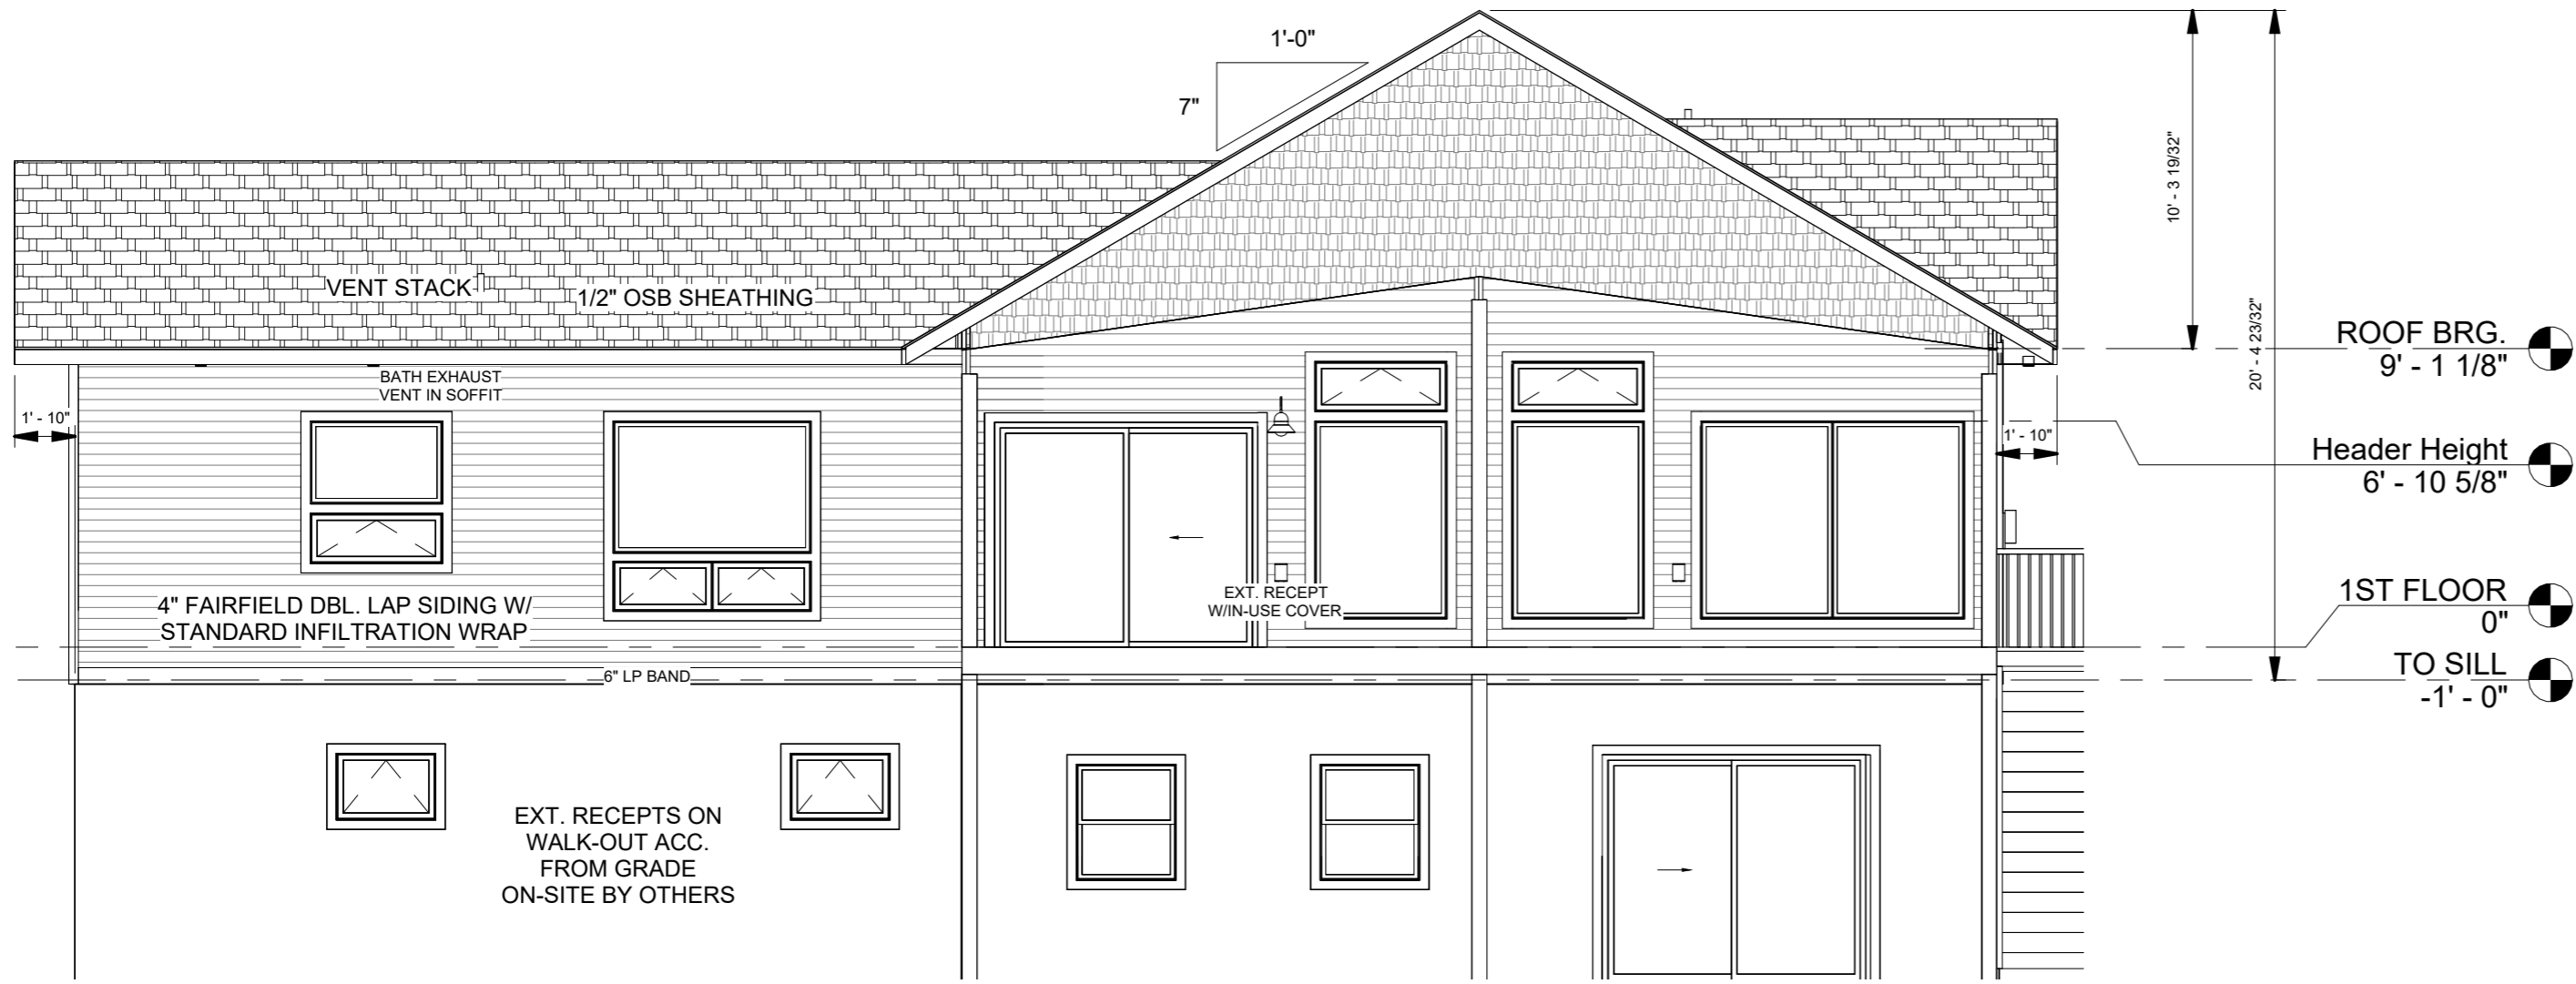 1'-0"
7"
10' - 3 19/32"
20' - 4 23/32"
VENT STACK
1/2" OSB SHEATHING
ROOF BRG.
9' - 1 1/8"
BATH EXHAUST
VENT IN SOFFIT
1' - 10"
1' - 10"
Header Height
6' - 10 5/8"
EXT. RECEPT
W/IN-USE COVER
4" FAIRFIELD DBL. LAP SIDING W/
STANDARD INFILTRATION WRAP
1ST FLOOR
0"
6" LP BAND
TO SILL
-1' - 0"
EXT. RECEPTS ON
WALK-OUT ACC.
FROM GRADE
ON-SITE BY OTHERS